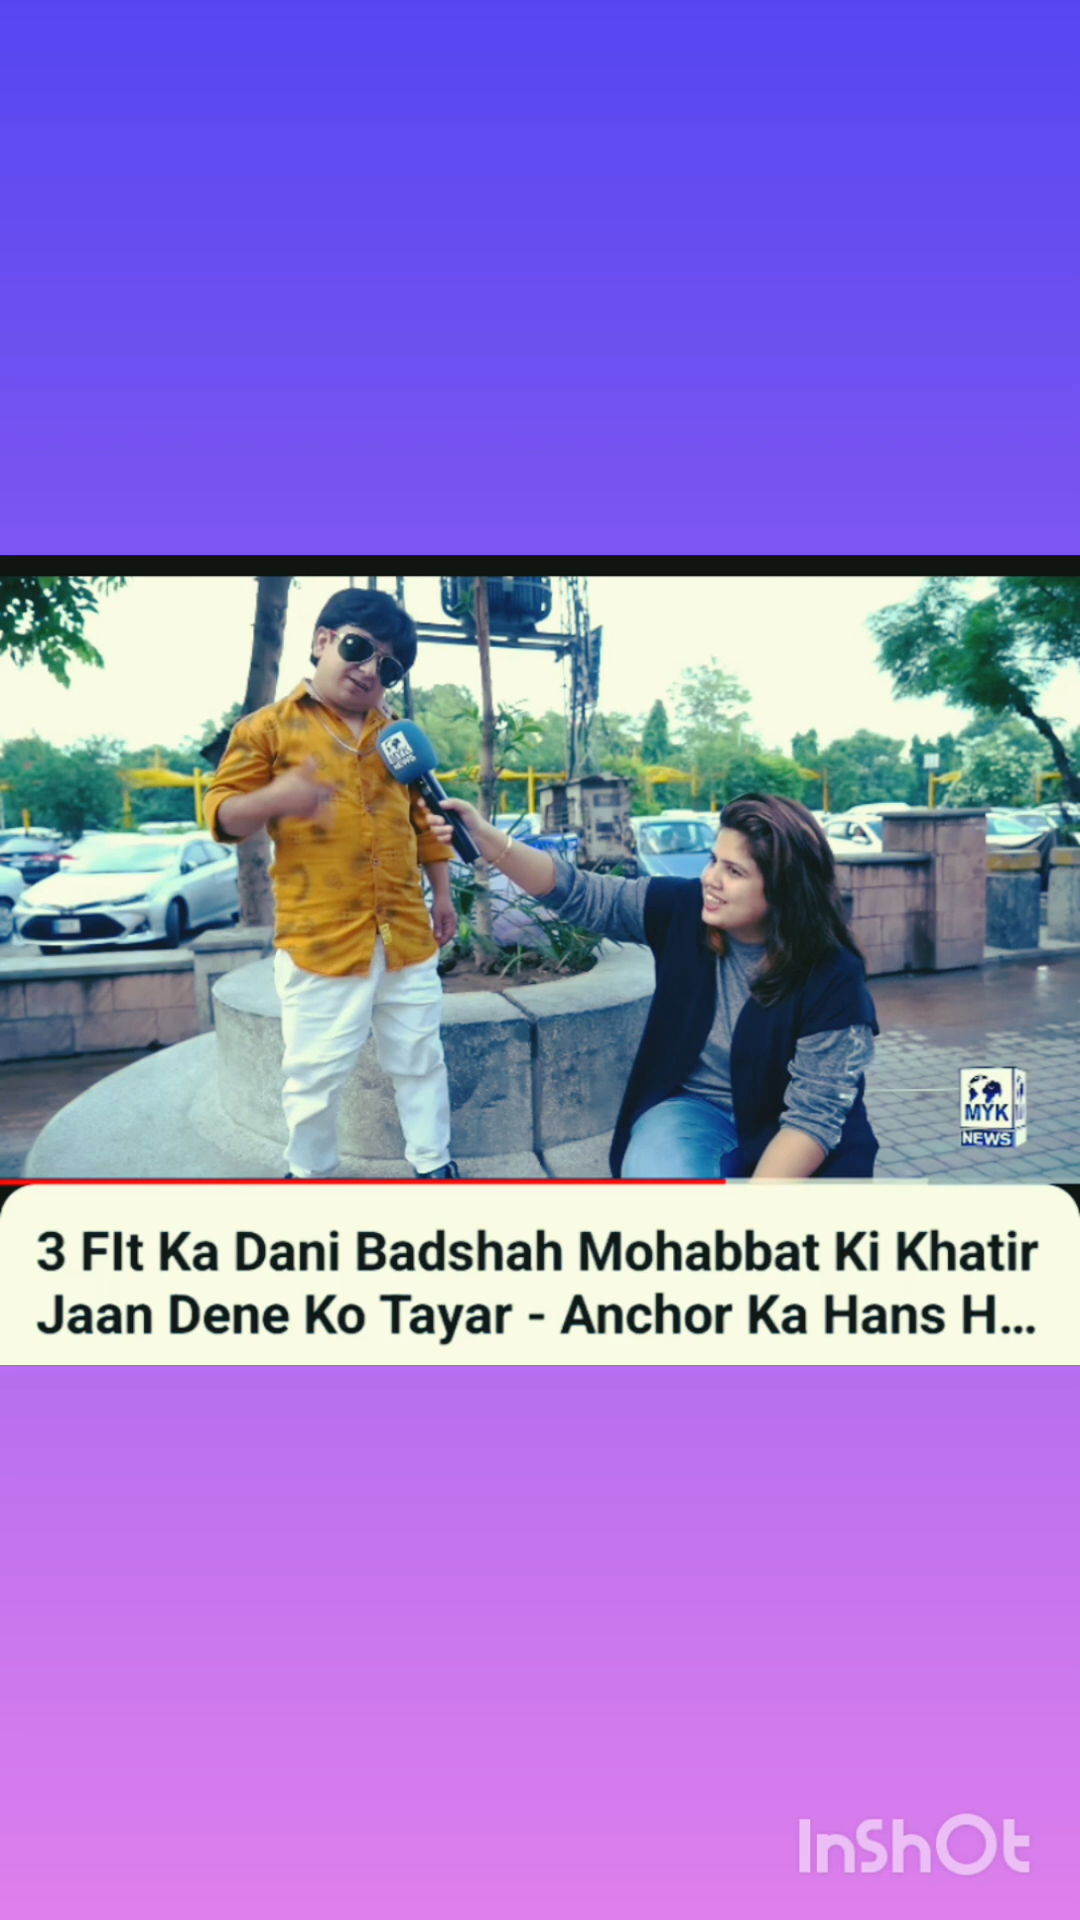 MYK
NEWS
3 FIt Ka Dani Badshah Mohabbat Ki Khatir
Jaan Dene Ko Tayar - Anchor Ka Hans H...
InShOt